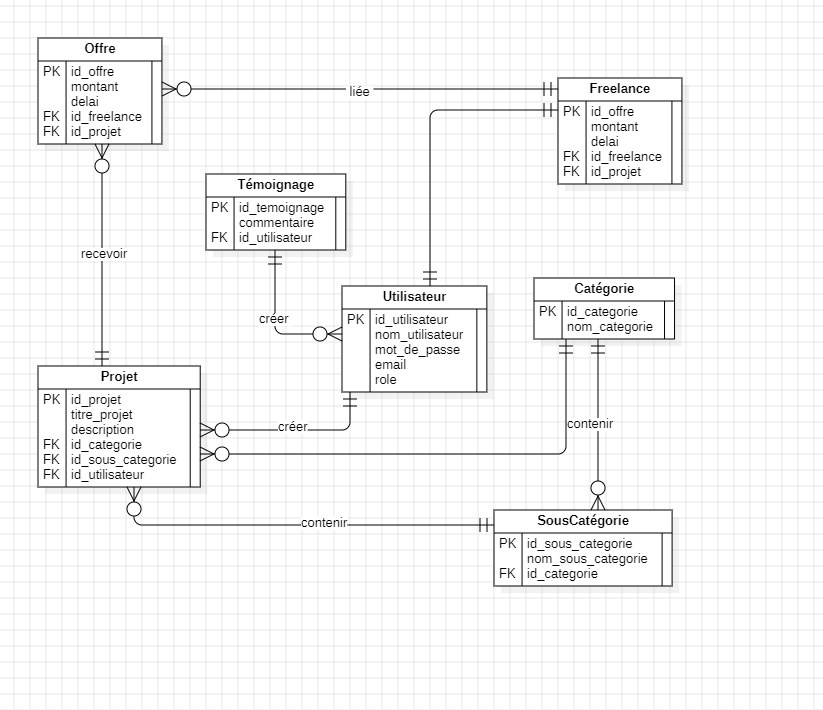 Offre
PK id_offre
montant
delai
FK id_freelance
FK id_projet
liée
Freelance
PK id_offre
montant
delai
FK id_freelance
FK id_projet
Témoignage
PK id_temoignage
commentaire
FK id_utilisateur
recevoir
créer
Utilisateur
PK id_utilisateur
nom_utilisateur
mot_de_passe
email
role
Catégorie
PK id_categorie
nom_categorie
Projet
PK id_projet
titre_projet
description
FK id_categorie
FK id_sous_categorie
FK id_utilisateur
créer
contenir
contenir
SousCatégorie
PK id_sous_categorie
nom_sous_categorie
FK id_categorie